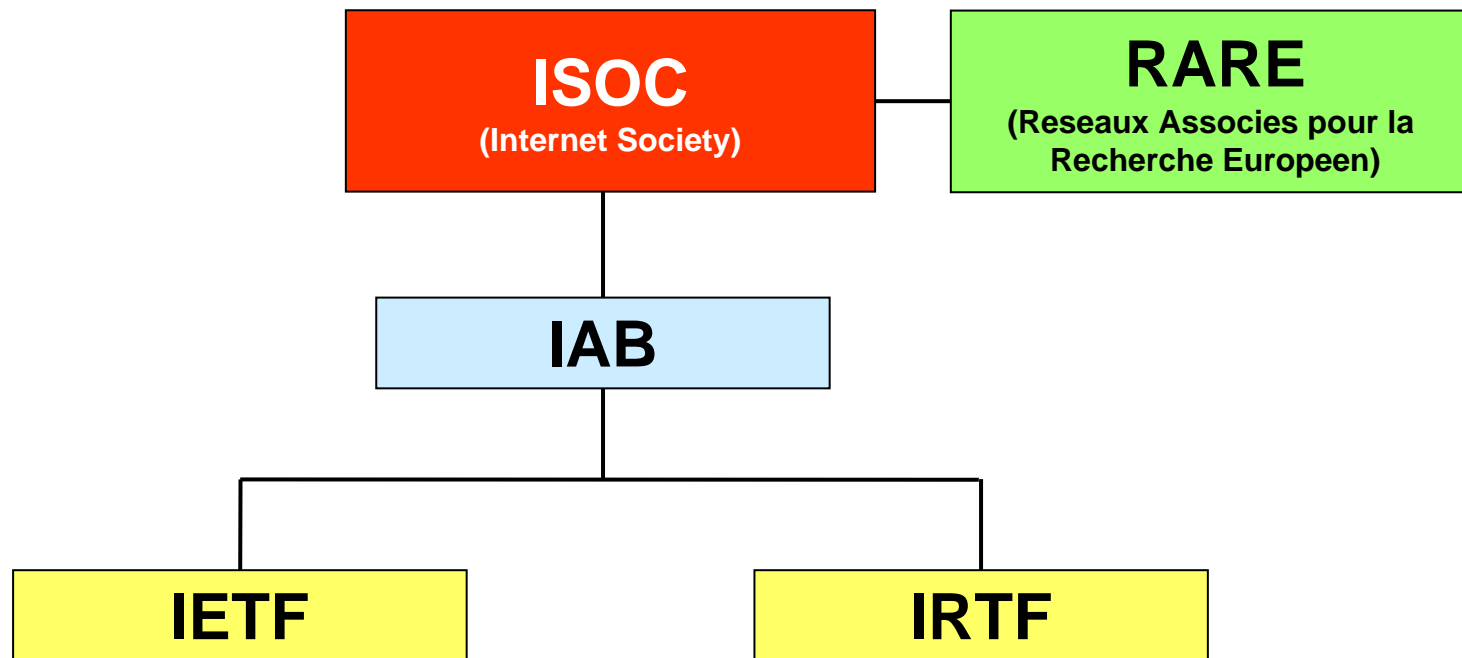 ISOC
(Internet Society)
RARE
(Reseaux Associes pour la
Recherche Europeen)
IAB
IETF
IRTF